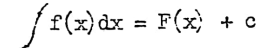 ∫ f(x)dx = F(x) + c